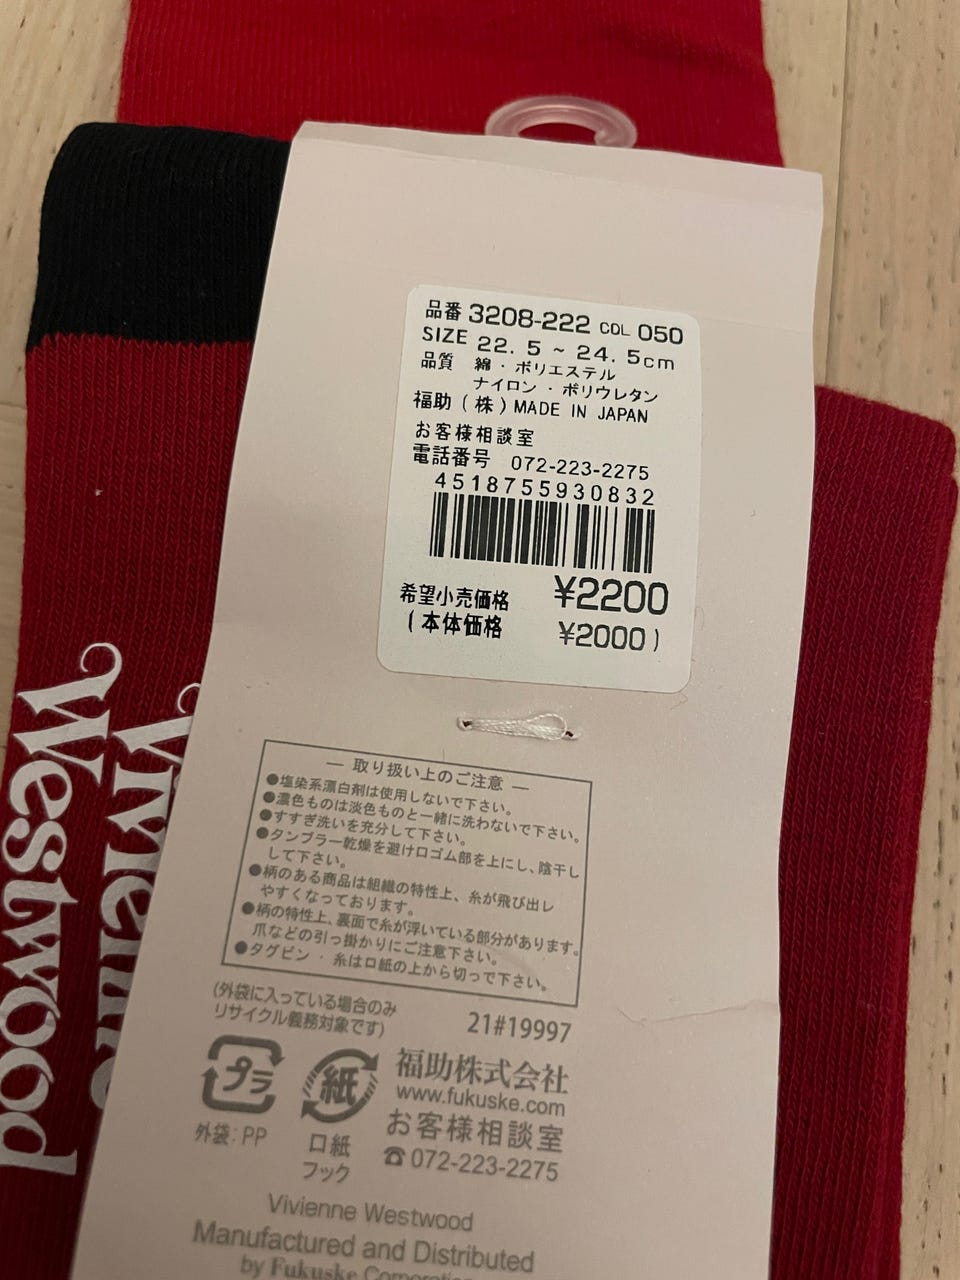 品番 3208-222 COL 050
SIZE 22.5 ~ 24.5cm
品質 綿・ポリエステル
ナイロン・ポリウレタン
福助(株)MADE IN JAPAN
お客様相談室
電話番号 072-223-2275
4518755930832
希望小売価格 ¥2200
(本体価格 ¥2000)
― 取り扱い上のご注意 ―
●塩染系漂白剤は使用しないで下さい。
●濃色ものは淡色ものと一緒に洗わないで下さい。
●すすぎ洗いを充分して下さい。
●タンブラー乾燥を避け口ゴム部を上にし、陰干し
して下さい。
●柄のある商品は組織の特性上、糸が飛び出レ
やすくなっております。
●柄の特性上、裏面で糸が浮いている部分があります。
爪などの引っ掛かりにご注意下さい。
●タグピン・糸は口紙の上から切って下さい。
(外袋に入っている場合のみ
リサイクル義務対象です)
21#19997
プラ
外袋:PP
紙
口紙
フック
福助株式会社
www.fukuske.com
お客様相談室
☎072-223-2275
Vivienne Westwood
Manufactured and Distributed
by Fukuske Corporation
Vivienne
Westwood